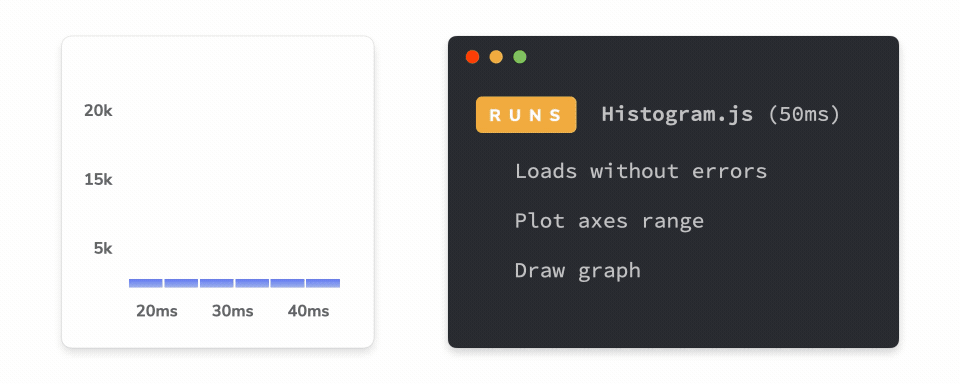 20k
15k
5k
20ms 30ms 40ms
RUNS Histogram.js (50ms)
Loads without errors
Plot axes range
Draw graph